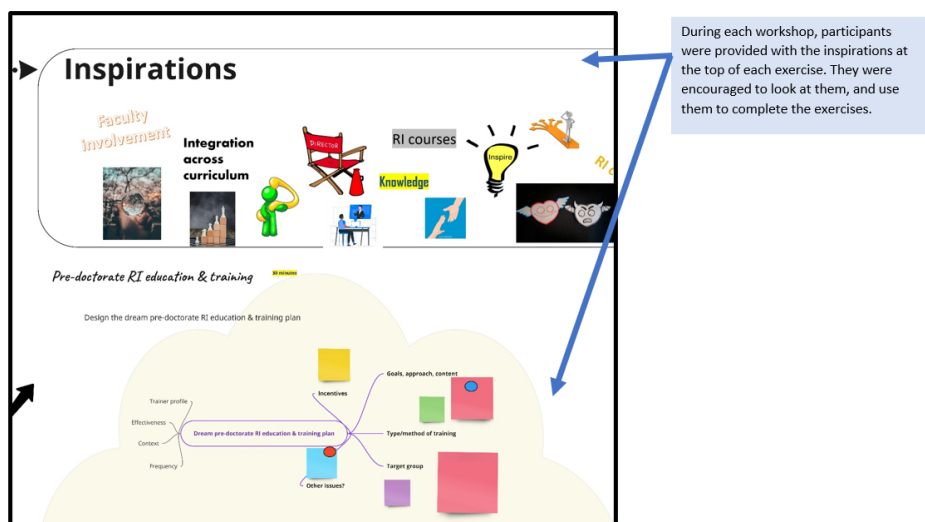 Inspirations
Faculty
involvement
Integration
across
curriculum
DIRECTOR
Knowledge
RI courses
Inspire
During each workshop, participants
were provided with the inspirations at
the top of each exercise. They were
encouraged to look at them, and use
them to complete the exercises.
Pre-doctorate RI education & training
Design the dream pre-doctorate RI education & training plan
Trainer profile
Effectiveness
Context
Frequency
Dream pre-doctorate RI education & training plan
Incentives
Other issues?
Goals, approach, content
Type/method of training
Target group